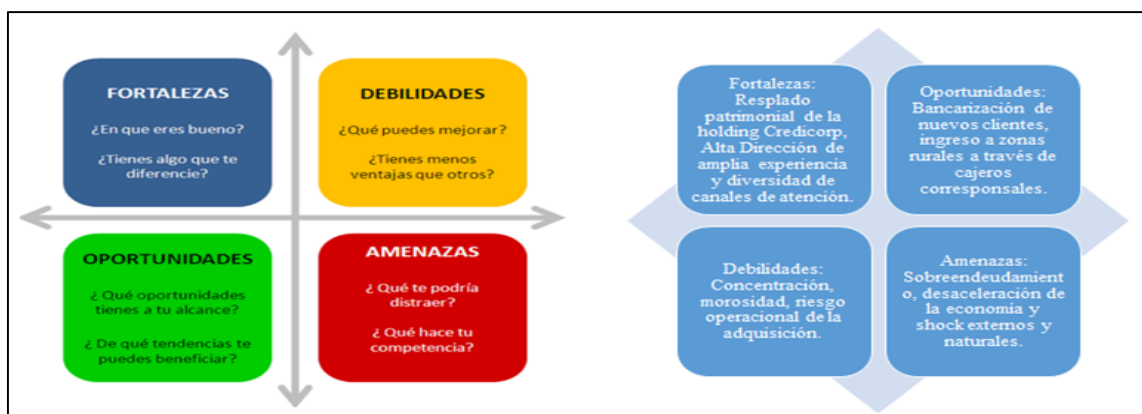 FORTALEZAS
¿En que eres bueno?
¿Tienes algo que te
diferencie?
DEBILIDADES
¿Qué puedes mejorar?
¿Tienes menos
ventajas que otros?
OPORTUNIDADES
¿ Qué oportunidades
tienes a tu alcance?
¿ De qué tendencias te
puedes beneficiar?
AMENAZAS
¿ Qué te podría
distraer?
¿ Qué hace tu
competencia?
Fortalezas:
Resplado
patrimonial de la
holding Credicorp,
Alta Dirección de
amplia experiencia
y diversidad de
canales de atención.
Oportunidades:
Bancarización de
nuevos clientes,
ingreso a zonas
rurales a través de
cajeros
corresponsales.
Debilidades:
Concentración,
morosidad, riesgo
operacional de la
adquisición.
Amenazas:
Sobreendeudamient
o, desaceleración de
la economía y
shock externos y
naturales.